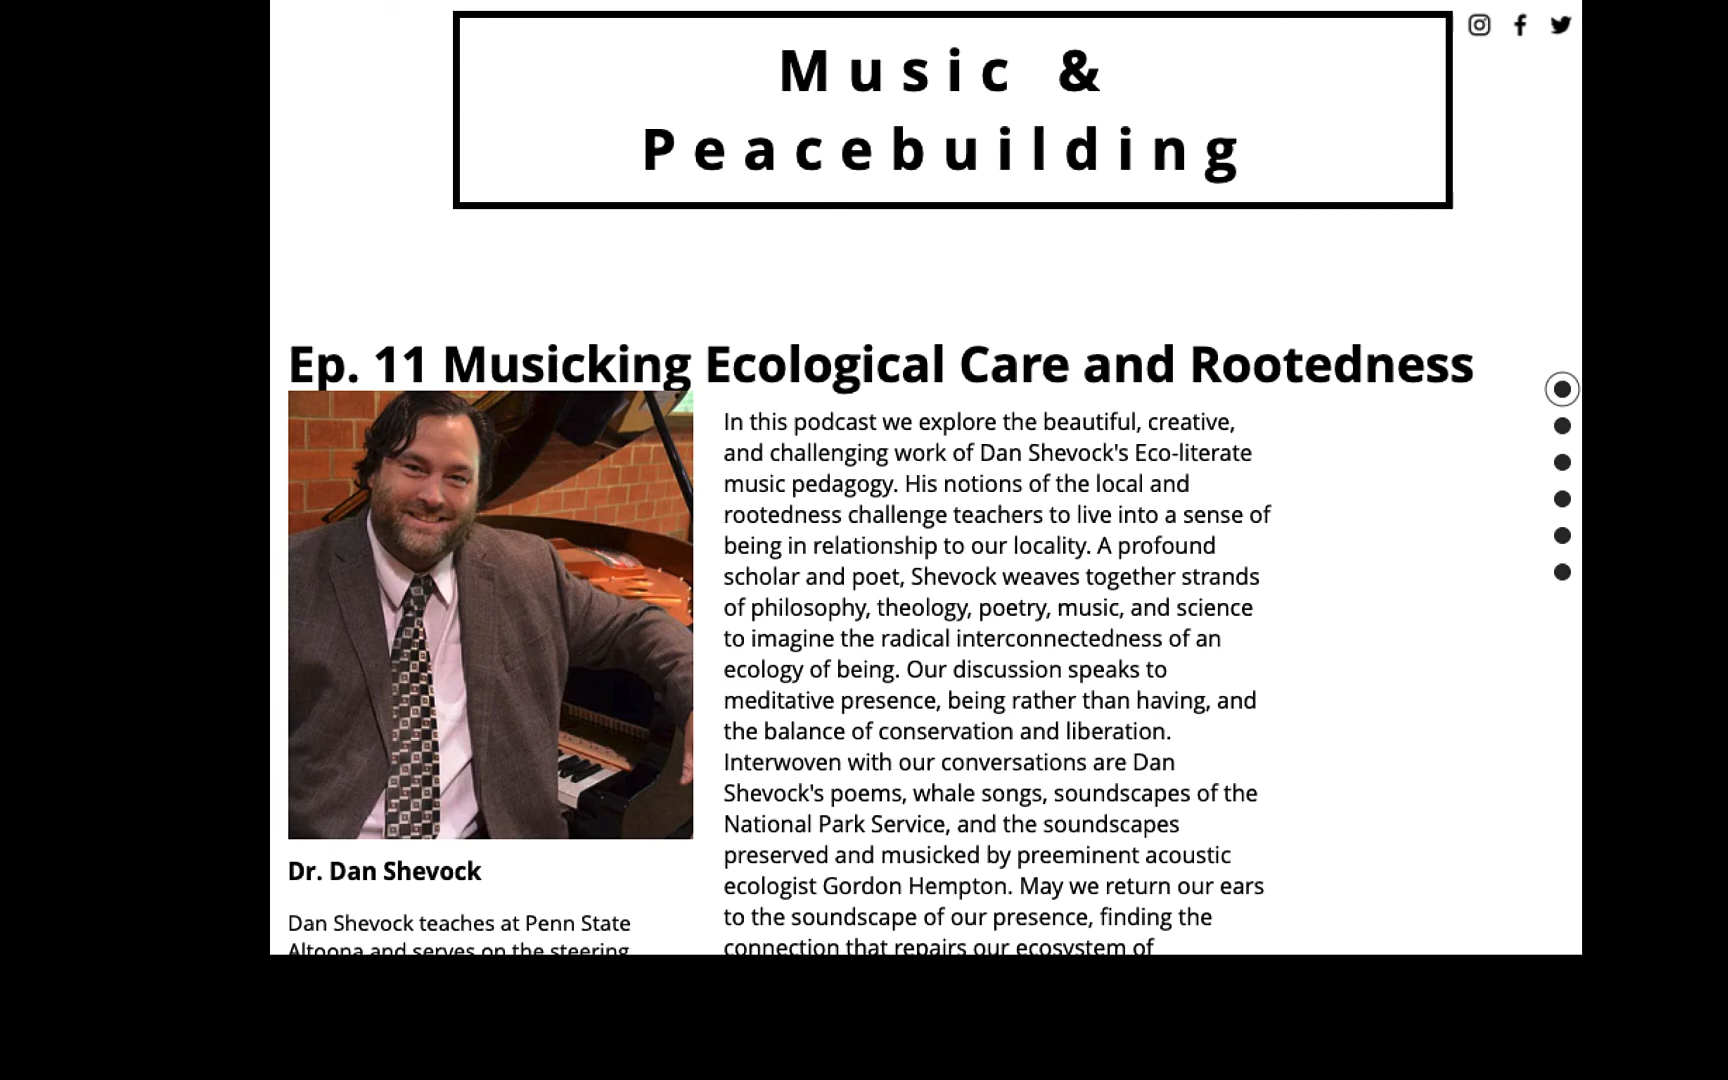 Music &
Peacebuilding
Ep. 11 Musicking Ecological Care and Rootedness
In this podcast we explore the beautiful, creative,
and challenging work of Dan Shevock's Eco-literate
music pedagogy. His notions of the local and
rootedness challenge teachers to live into a sense of
being in relationship to our locality. A profound
scholar and poet, Shevock weaves together strands
of philosophy, theology, poetry, music, and science
to imagine the radical interconnectedness of an
ecology of being. Our discussion speaks to
meditative presence, being rather than having, and
the balance of conservation and liberation.
Interwoven with our conversations are Dan
Shevock's poems, whale songs, soundscapes of the
National Park Service, and the soundscapes
preserved and musicked by preeminent acoustic
ecologist Gordon Hempton. May we return our ears
to the soundscape of our presence, finding the
connection that repairs our ecosystem of
Dr. Dan Shevock
Dan Shevock teaches at Penn State
Altoona and serves on the steering